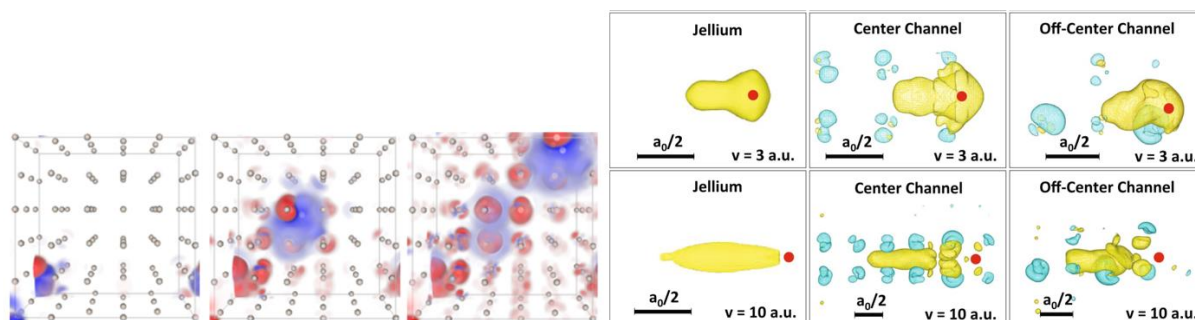 Jellium
a₀/2
v = 3 a.u.
Center Channel
a₀/2
v = 3 a.u.
Off-Center Channel
a₀/2
v = 3 a.u.
Jellium
a₀/2
v = 10 a.u.
Center Channel
a₀/2
v = 10 a.u.
Off-Center Channel
a₀/2
v = 10 a.u.